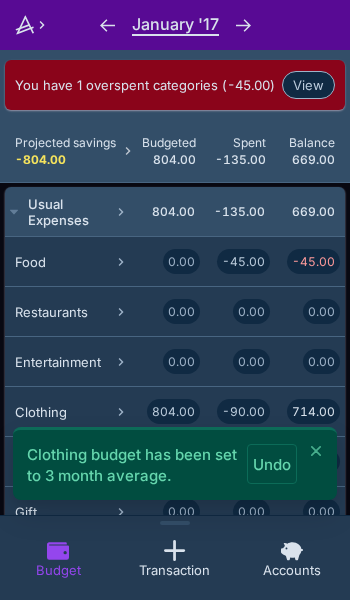 January '17
You have 1 overspent categories (-45.00) View
Projected savings Budgeted Spent Balance
-804.00 804.00 -135.00 669.00
Usual
Expenses 804.00 -135.00 669.00
Food 0.00 -45.00 -45.00
Restaurants 0.00 0.00 0.00
Entertainment 0.00 0.00 0.00
Clothing 804.00 -90.00 714.00
Clothing budget has been set
to 3 month average.
Undo
Gift 0.00 0.00 0.00
Budget Transaction Accounts